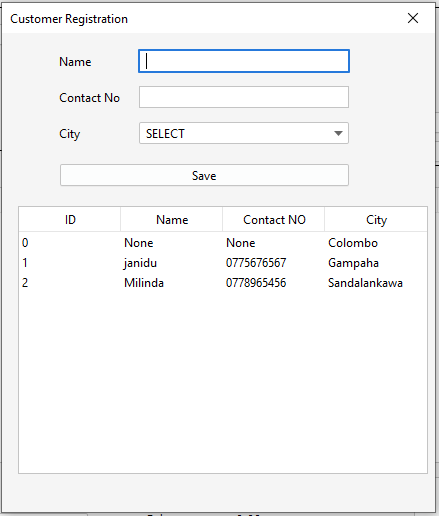 Customer Registration
Name
Contact No
City SELECT
Save
ID Name Contact NO City
0 None None Colombo
1 janidu 0775676567 Gampaha
2 Milinda 0778965456 Sandalankawa